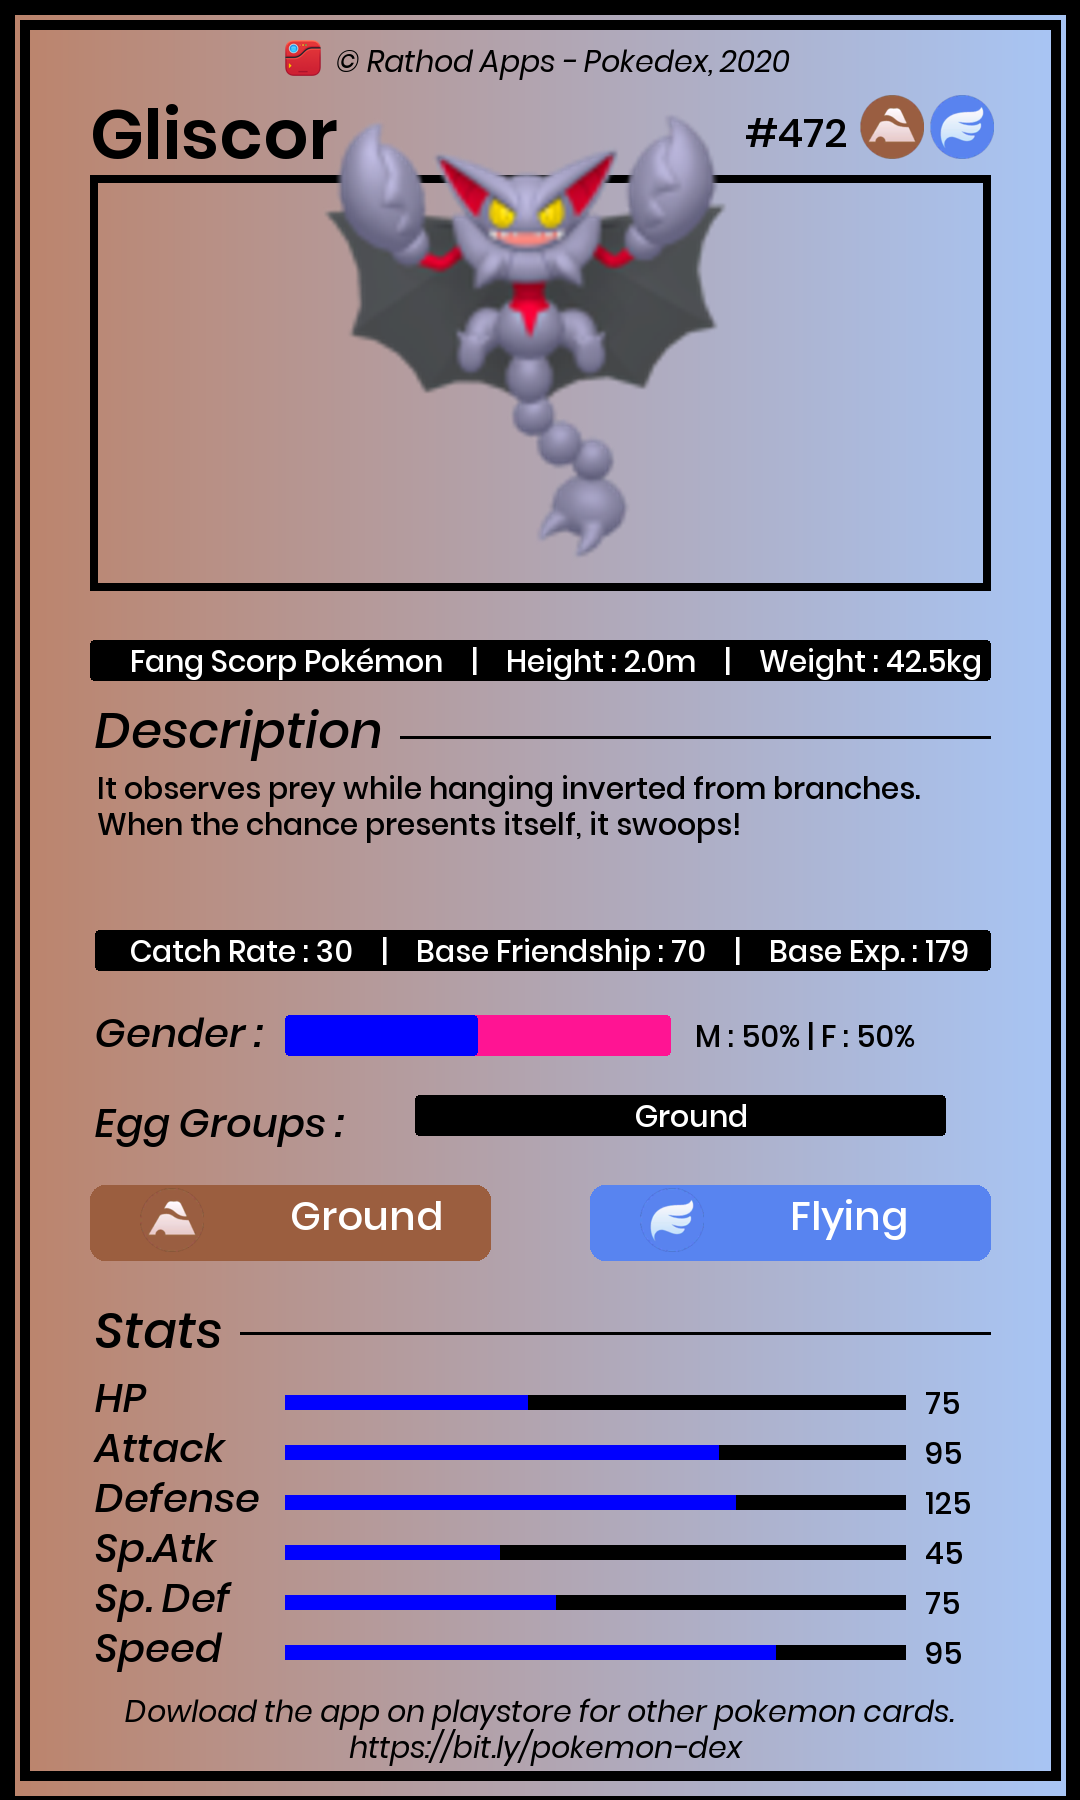 © Rathod Apps - Pokedex, 2020
Gliscor
#472
Fang Scorp Pokémon | Height : 2.0m | Weight : 42.5kg
Description
It observes prey while hanging inverted from branches.
When the chance presents itself, it swoops!
Catch Rate : 30 | Base Friendship : 70 | Base Exp. : 179
Gender : M : 50% | F : 50%
Egg Groups : Ground
Ground Flying
Stats
HP 75
Attack 95
Defense 125
Sp.Atk 45
Sp. Def 75
Speed 95
Dowload the app on playstore for other pokemon cards.
https://bit.ly/pokemon-dex